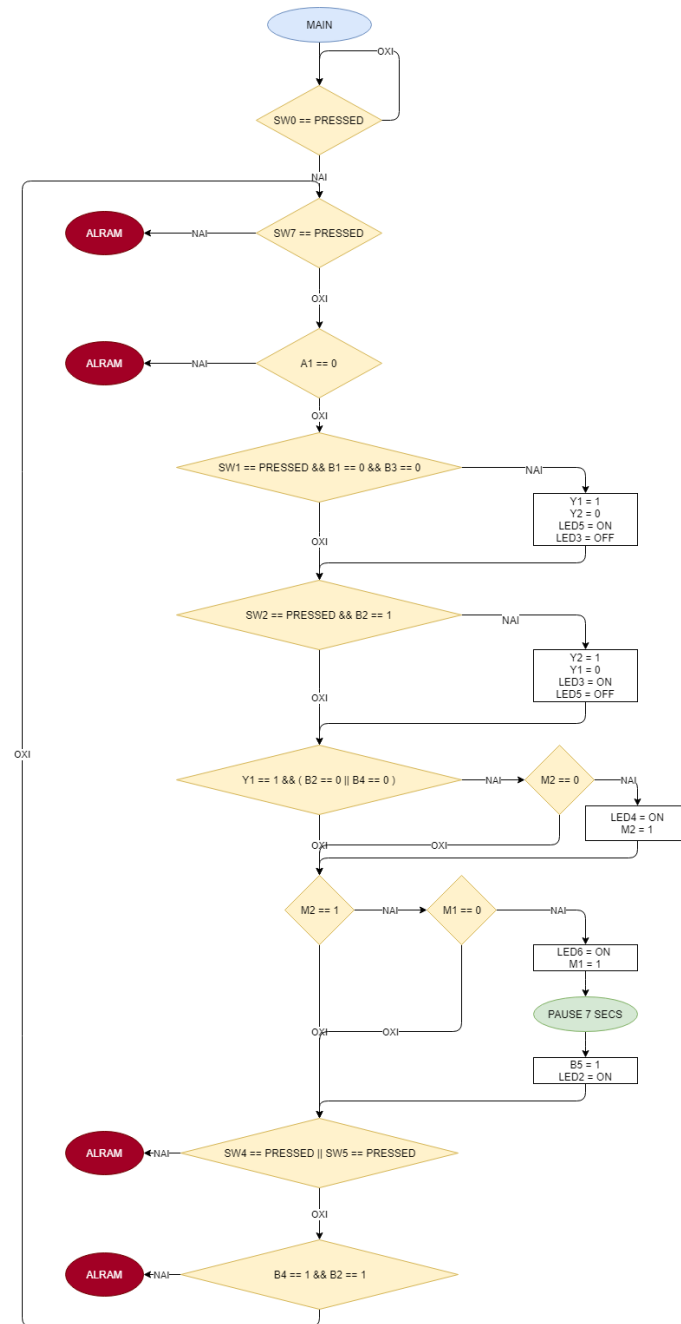 MAIN
OXI
SW0 == PRESSED
NAI
SW7 == PRESSED
NAI
ALRAM
OXI
A1 == 0
NAI
ALRAM
OXI
SW1 == PRESSED && B1 == 0 && B3 == 0
NAI
Y1 = 1
Y2 = 0
LED5 = ON
LED3 = OFF
OXI
SW2 == PRESSED && B2 == 1
NAI
Y2 = 1
Y1 = 0
LED3 = ON
LED5 = OFF
OXI
OXI
Y1 == 1 && ( B2 == 0 || B4 == 0 )
NAI
M2 == 0
NAI
LED4 = ON
M2 = 1
OXI
OXI
M2 == 1
NAI
M1 == 0
NAI
LED6 = ON
M1 = 1
PAUSE 7 SECS
OXI
OXI
B5 = 1
LED2 = ON
SW4 == PRESSED || SW5 == PRESSED
NAI
ALRAM
OXI
B4 == 1 && B2 == 1
NAI
ALRAM